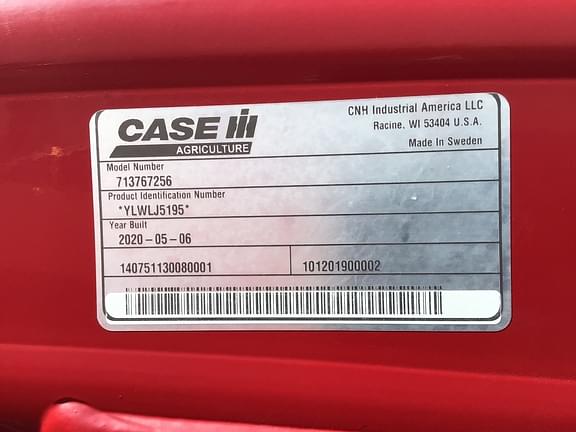 CASE IH
AGRICULTURE
CNH Industrial America LLC
Racine, WI 53404 U.S.A.
Made In Sweden
Model Number
713767256
Product Identification Number
*YLWLJ5195*
Year Built
2020-05-06
140751130080001 101201900002